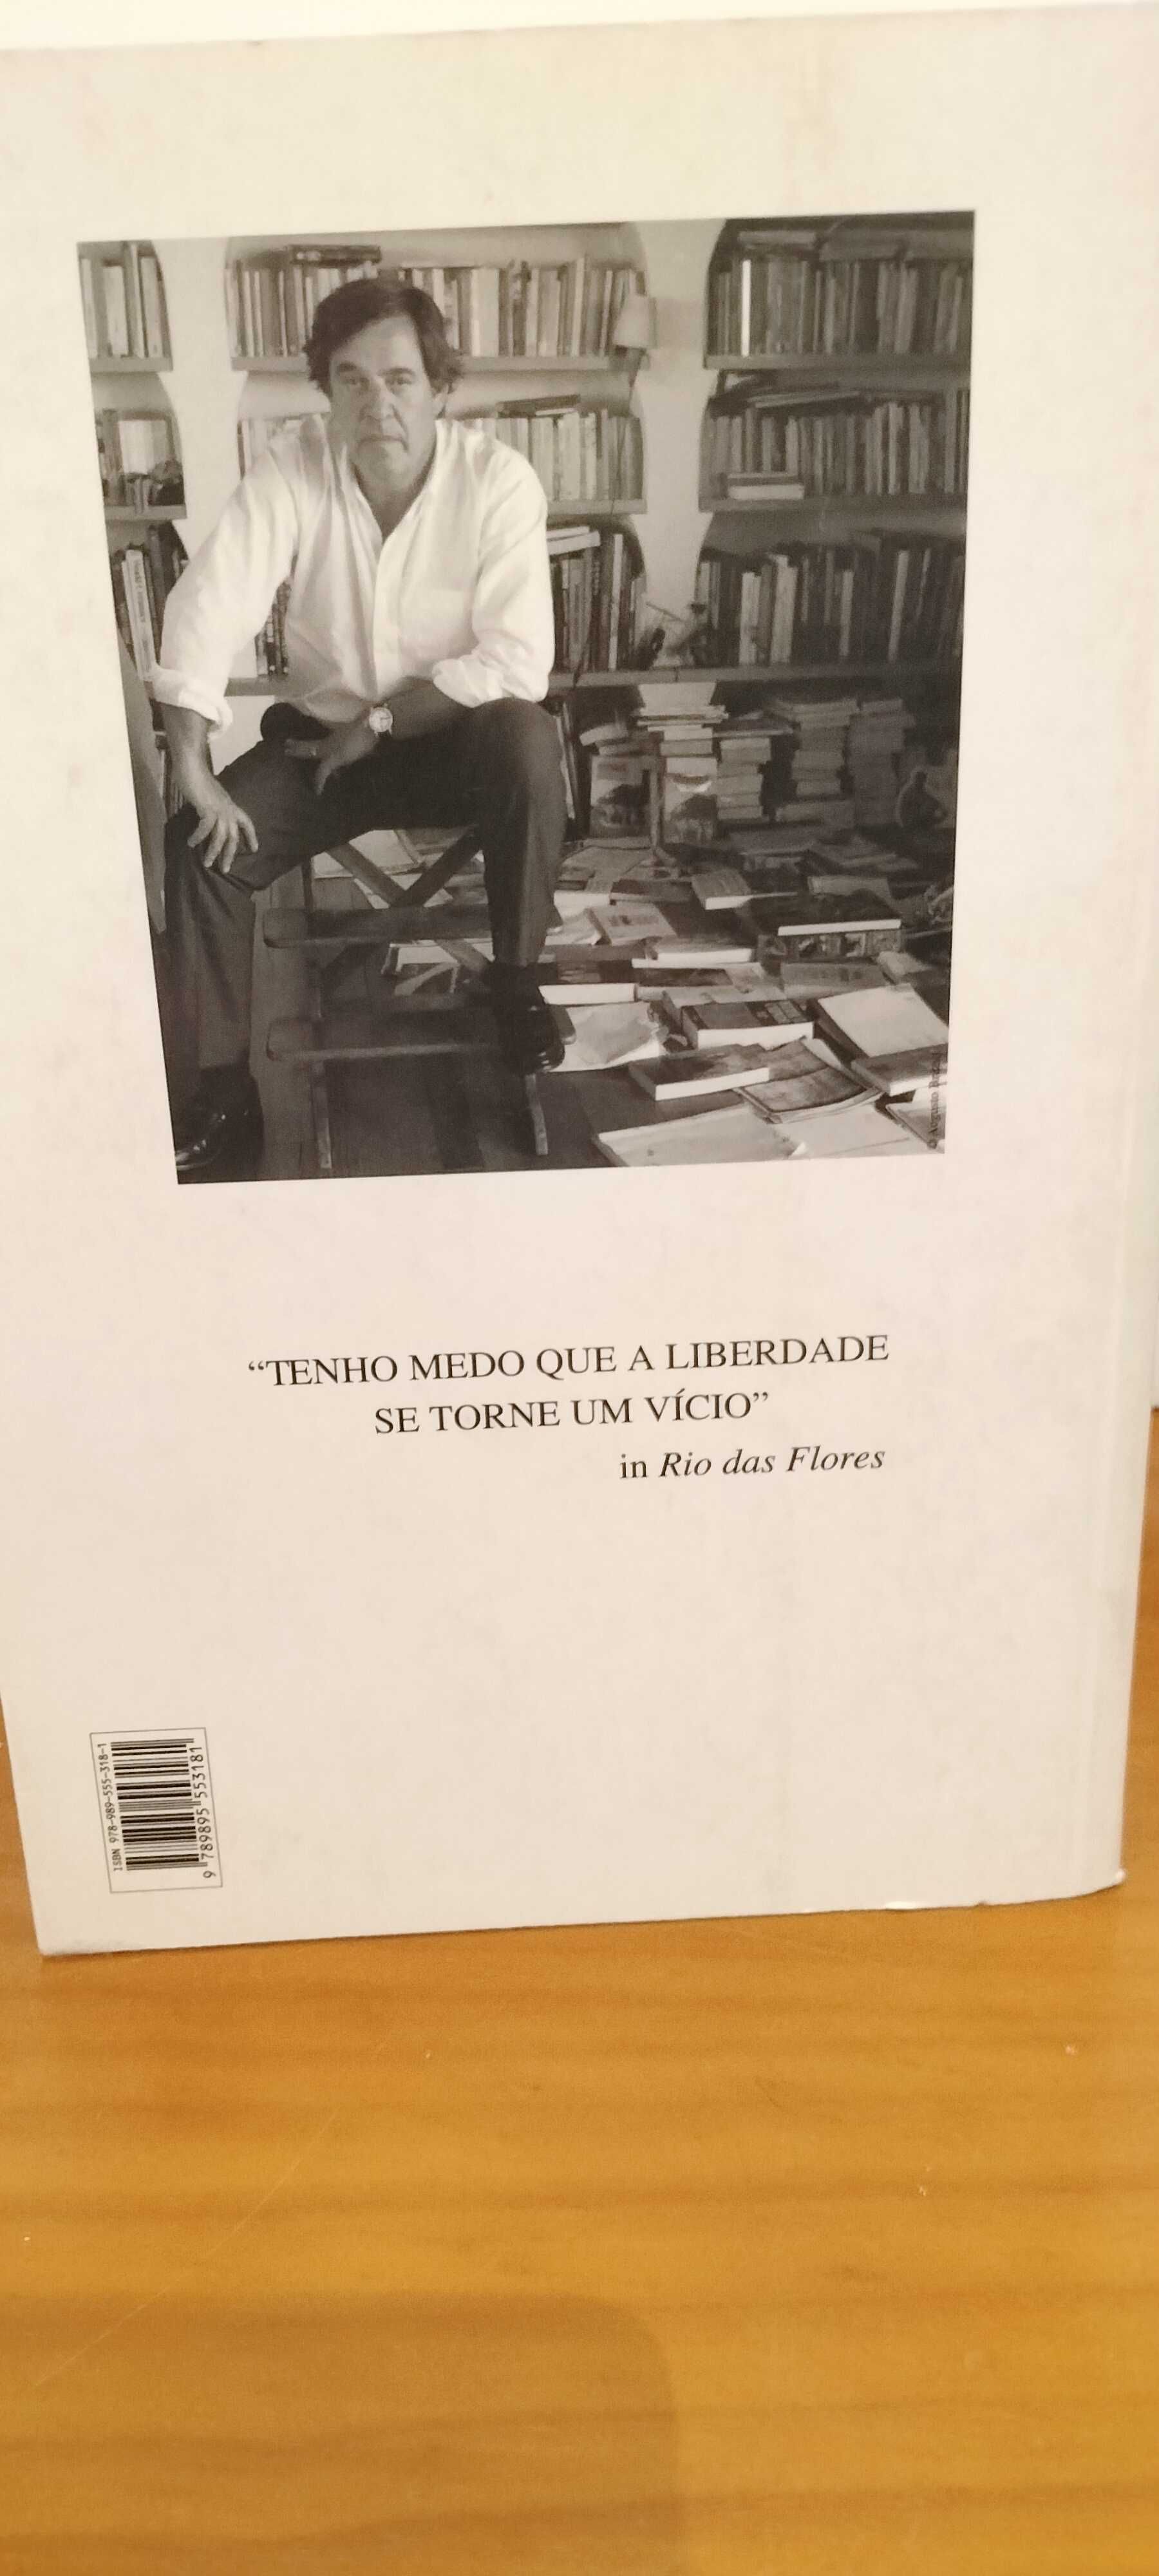 “TENHO MEDO QUE A LIBERDADE
SE TORNE UM VÍCIO”
in Rio das Flores
ISBN 978-989-555-318-1
9 789895 553181